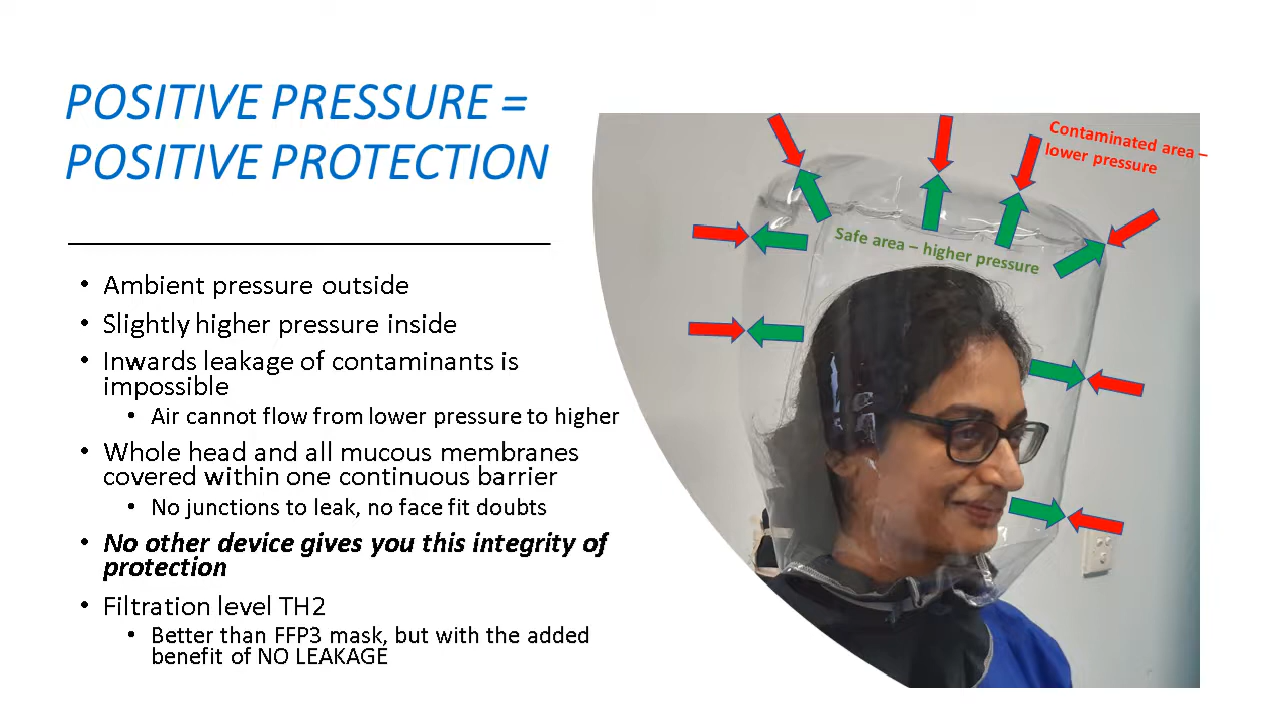 POSITIVE PRESSURE =
POSITIVE PROTECTION
• Ambient pressure outside
• Slightly higher pressure inside
• Inwards leakage of contaminants is
impossible
• Air cannot flow from lower pressure to higher
• Whole head and all mucous membranes
covered within one continuous barrier
• No junctions to leak, no face fit doubts
• No other device gives you this integrity of
protection
• Filtration level TH2
• Better than FFP3 mask, but with the added
benefit of NO LEAKAGE
Contaminated area –
lower pressure
Safe area – higher pressure